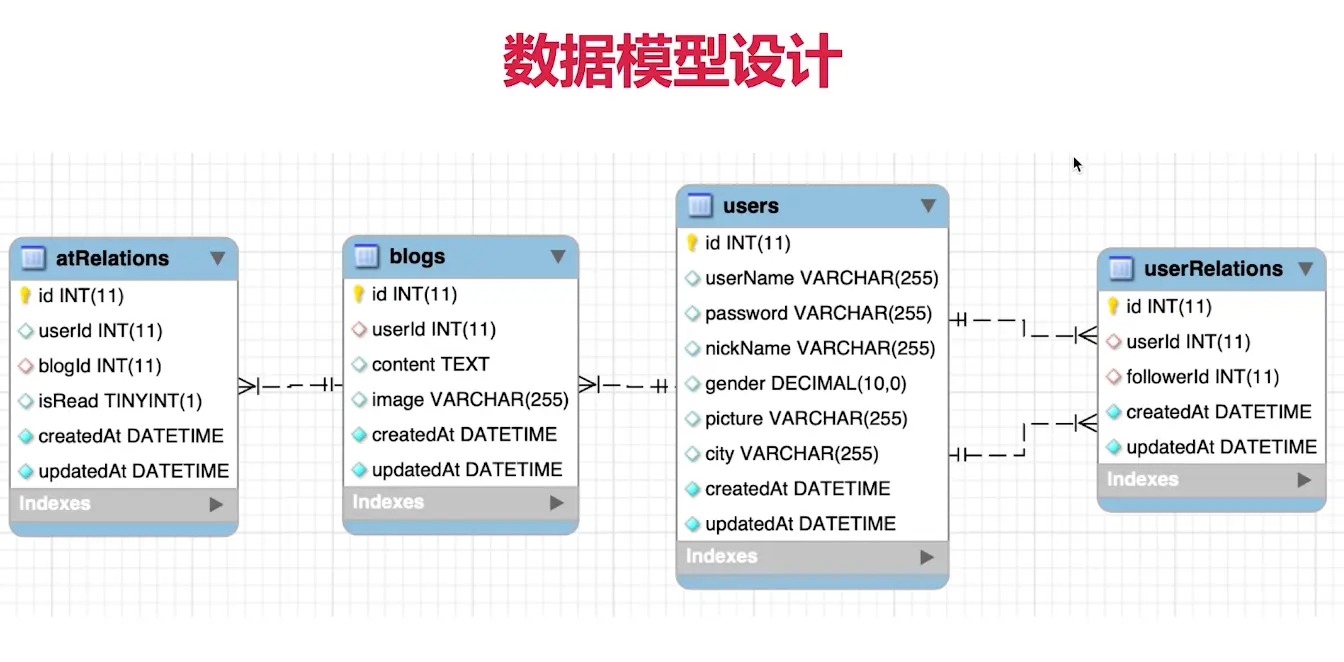 数据模型设计
atRelations
id INT(11)
userId INT(11)
blogId INT(11)
isRead TINYINT(1)
createdAt DATETIME
updatedAt DATETIME
Indexes
blogs
id INT(11)
userId INT(11)
content TEXT
image VARCHAR(255)
createdAt DATETIME
updatedAt DATETIME
Indexes
users
id INT(11)
userName VARCHAR(255)
password VARCHAR(255)
nickName VARCHAR(255)
gender DECIMAL(10,0)
picture VARCHAR(255)
city VARCHAR(255)
createdAt DATETIME
updatedAt DATETIME
Indexes
userRelations
id INT(11)
userId INT(11)
followerId INT(11)
createdAt DATETIME
updatedAt DATETIME
Indexes